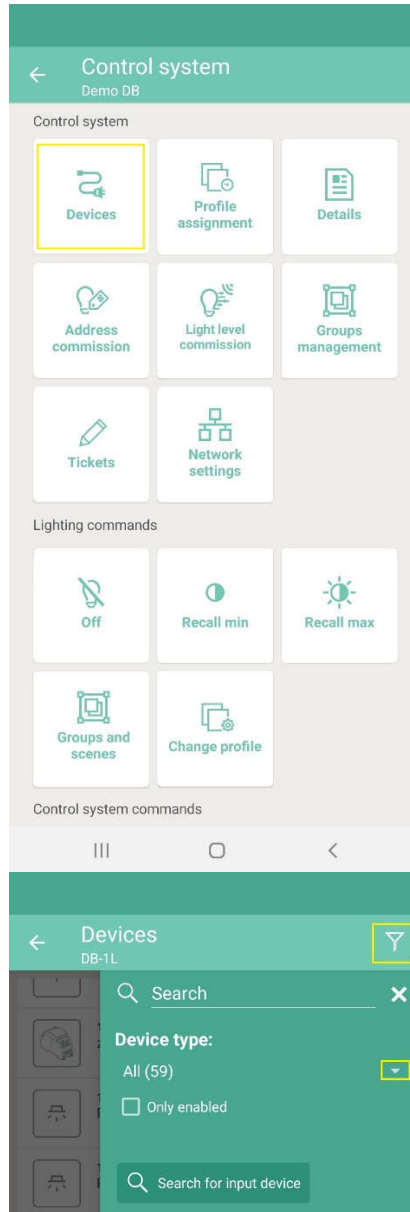 Control system
Demo DB
Control system
Devices
Profile
assignment
Details
Address
commission
Light level
commission
Groups
management
Tickets
Network
settings
Lighting commands
Off
Recall min
Recall max
Groups and
scenes
Change profile
Control system commands
Devices
DB-1L
Search
Device type:
All (59)
Only enabled
Search for input device